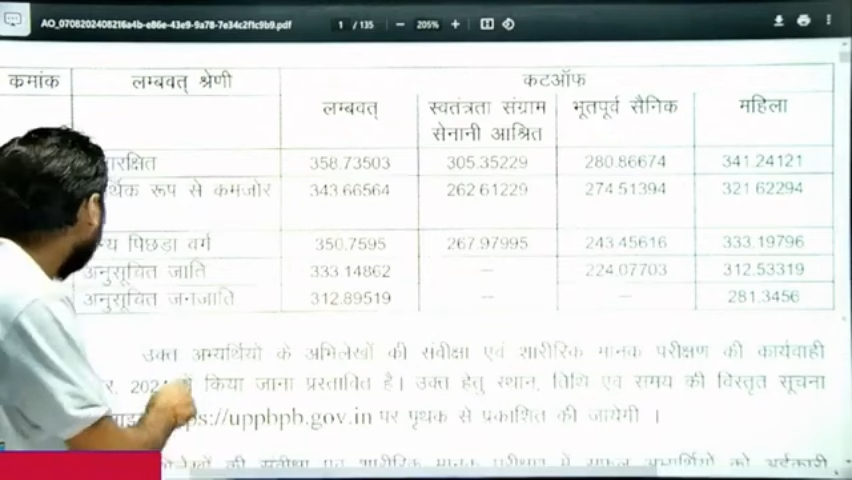 AO_0708202408216a4b-e86e-43e9-9a78-7e34c2f1c9b9.pdf 1 / 135 205%
कमांक लम्बवत् श्रेणी कटऑफ
लम्बवत् स्वतंत्रता संग्राम सेनानी आश्रित भूतपूर्व सैनिक महिला
358.73503 305.35229 280.86674 341.24121
रूप से कमजोर 343.66564 262.61229 274.51394 321.62294
पिछड़ा वर्ग 350.7595 267.97995 243.45616 333.19796
अनुसूचित जाति 333.14862 – 224.07703 312.53319
अनुसूचित जनजाति 312.89519 – – 281.3456
उक्त अभ्यर्थियों के अभिलेखों की संवीक्षा एवं शारीरिक मानक परीक्षण की कार्यवाही
किया जाना प्रस्तावित है। उक्त हेतु स्थान, तिथि एवं समय की विस्तृत सूचना
ps://uppbpb.gov.in पर पृथक से प्रकाशित की जायेगी ।